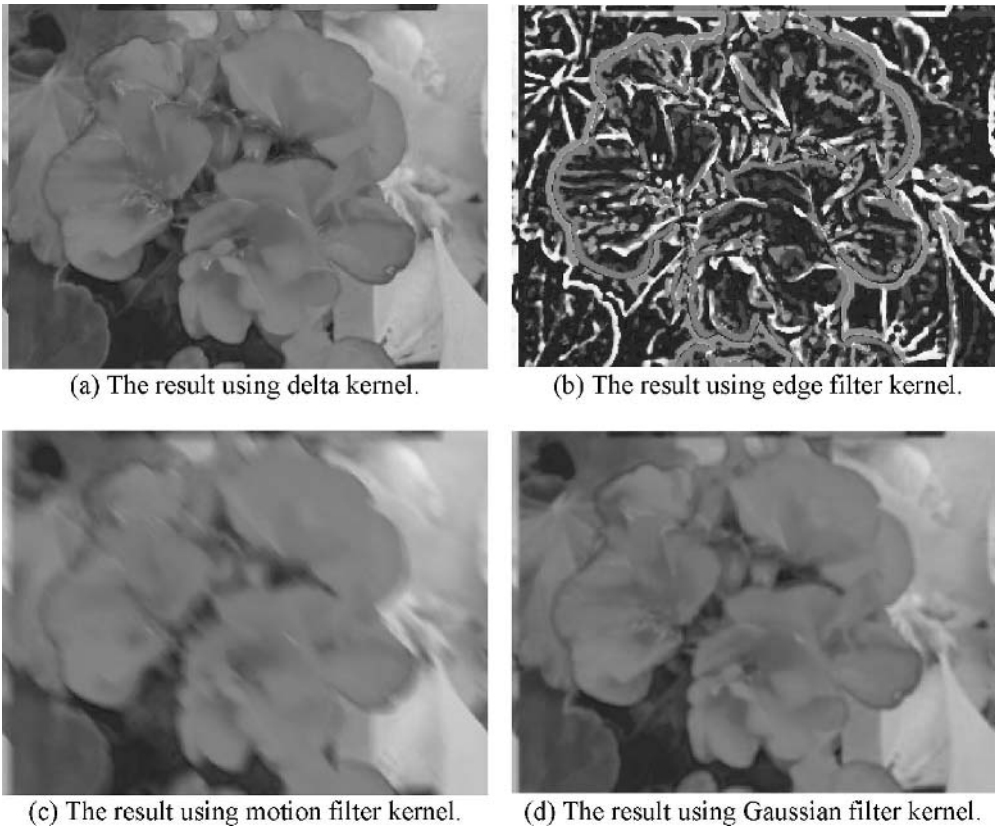 (a) The result using delta kernel.
(b) The result using edge filter kernel.
(c) The result using motion filter kernel.
(d) The result using Gaussian filter kernel.